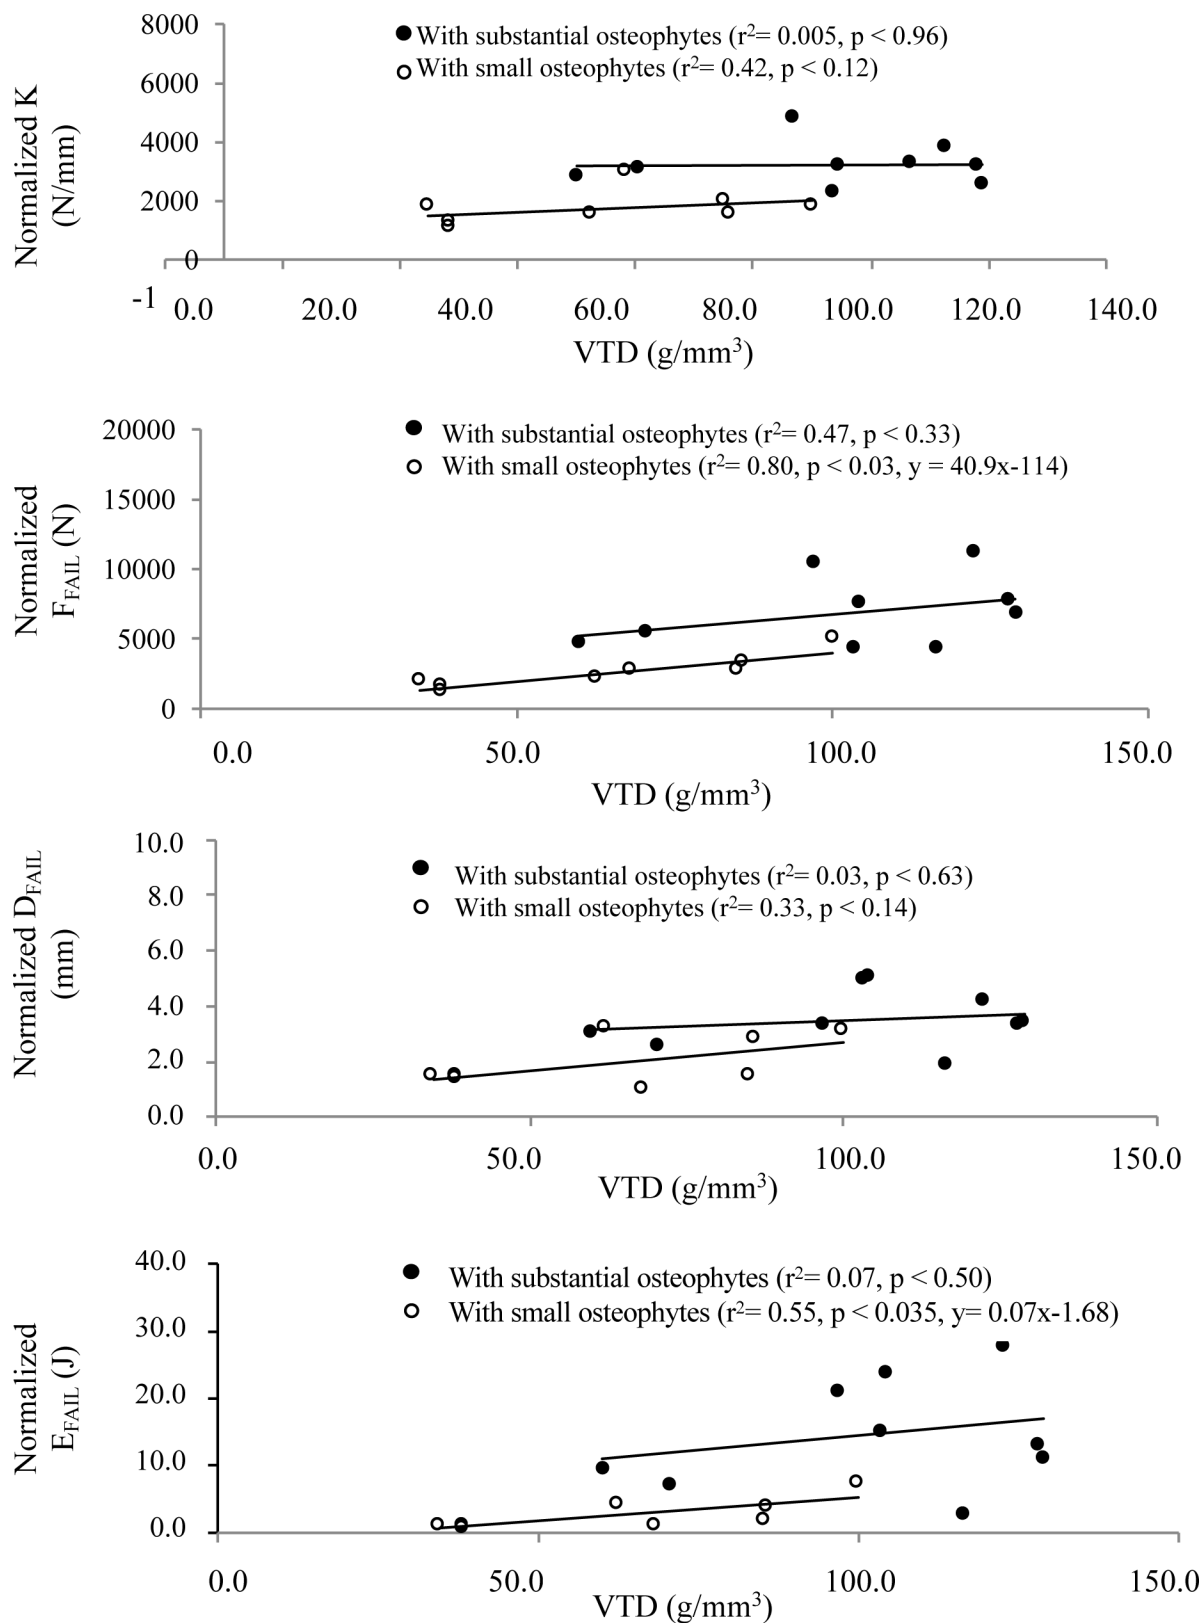 8000
6000
4000
2000
0
Normalized K
(N/mm)
With substantial osteophytes (r²= 0.005, p < 0.96)
With small osteophytes (r²= 0.42, p < 0.12)
-1 0.0 20.0 40.0 60.0 80.0 100.0 120.0 140.0
VTD (g/mm³)
20000
15000
10000
5000
0
Normalized
F_FAIL (N)
With substantial osteophytes (r²= 0.47, p < 0.33)
With small osteophytes (r²= 0.80, p < 0.03, y = 40.9x-114)
0.0 50.0 100.0 150.0
VTD (g/mm³)
10.0
8.0
6.0
4.0
2.0
0.0
Normalized D_FAIL
(mm)
With substantial osteophytes (r²= 0.03, p < 0.63)
With small osteophytes (r²= 0.33, p < 0.14)
0.0 50.0 100.0 150.0
VTD (g/mm³)
40.0
30.0
20.0
10.0
0.0
Normalized
E_FAIL (J)
With substantial osteophytes (r²= 0.07, p < 0.50)
With small osteophytes (r²= 0.55, p < 0.035, y= 0.07x-1.68)
0.0 50.0 100.0 150.0
VTD (g/mm³)